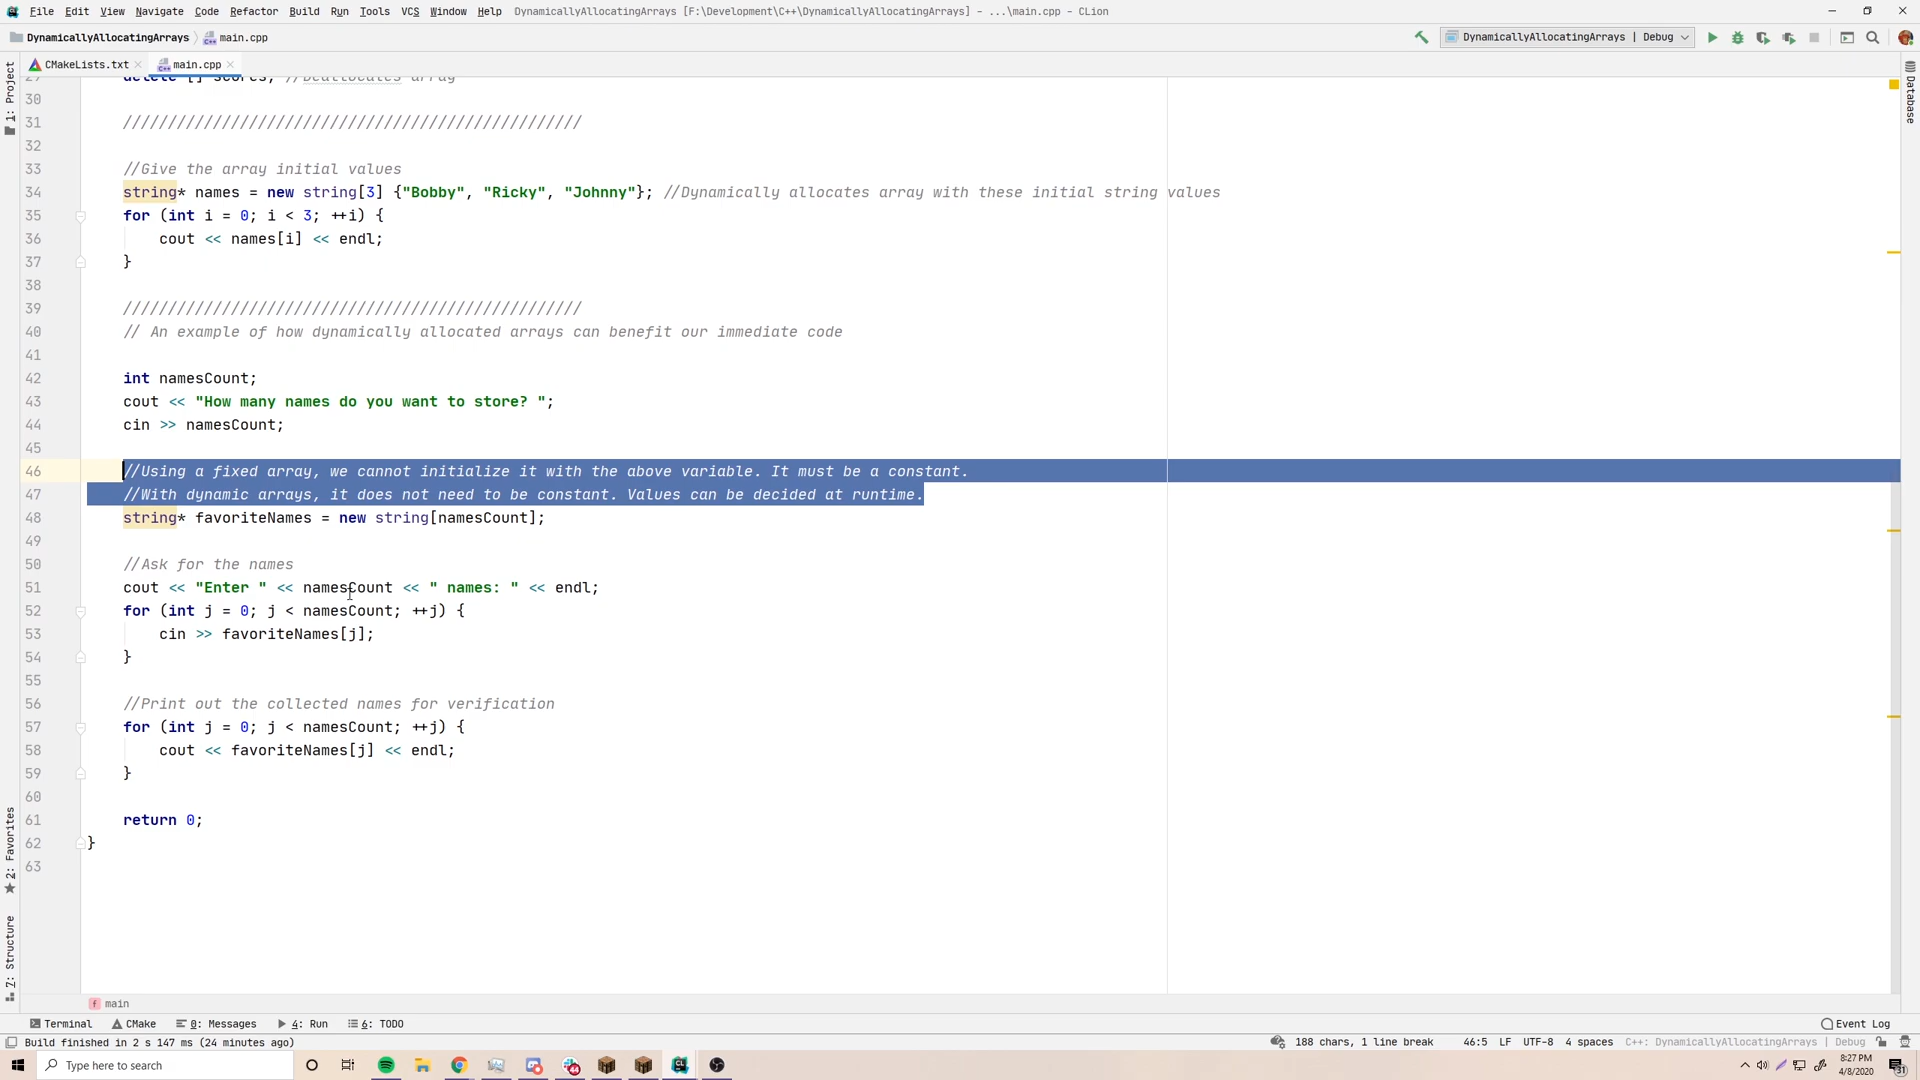 File Edit View Navigate Code Refactor Build Run Tools VCS Window Help DynamicallyAllocatingArrays [F:\Development\C++\DynamicallyAllocatingArrays] - ...\main.cpp - CLion
DynamicallyAllocatingArrays main.cpp DynamicallyAllocatingArrays | Debug
CMakeLists.txt main.cpp
1: Project
Database
29 delete [] scores; //Deallocates array
30
31 ///////////////////////////////////////////////////
32
33 //Give the array initial values
34 string* names = new string[3] {"Bobby", "Ricky", "Johnny"}; //Dynamically allocates array with these initial string values
35 for (int i = 0; i < 3; ++i) {
36 cout << names[i] << endl;
37 }
38
39 ///////////////////////////////////////////////////
40 // An example of how dynamically allocated arrays can benefit our immediate code
41
42 int namesCount;
43 cout << "How many names do you want to store? ";
44 cin >> namesCount;
45
46 //Using a fixed array, we cannot initialize it with the above variable. It must be a constant.
47 //With dynamic arrays, it does not need to be constant. Values can be decided at runtime.
48 string* favoriteNames = new string[namesCount];
49
50 //Ask for the names
51 cout << "Enter " << namesCount << " names: " << endl;
52 for (int j = 0; j < namesCount; ++j) {
53 cin >> favoriteNames[j];
54 }
55
56 //Print out the collected names for verification
57 for (int j = 0; j < namesCount; ++j) {
58 cout << favoriteNames[j] << endl;
59 }
60
61 return 0;
62 }
63
2: Favorites
7: Structure
f main
Terminal CMake 0: Messages 4: Run 6: TODO Event Log
Build finished in 2 s 147 ms (24 minutes ago) 188 chars, 1 line break 46:5 LF UTF-8 4 spaces C++: DynamicallyAllocatingArrays | Debug
Type here to search 8:27 PM
4/8/2020